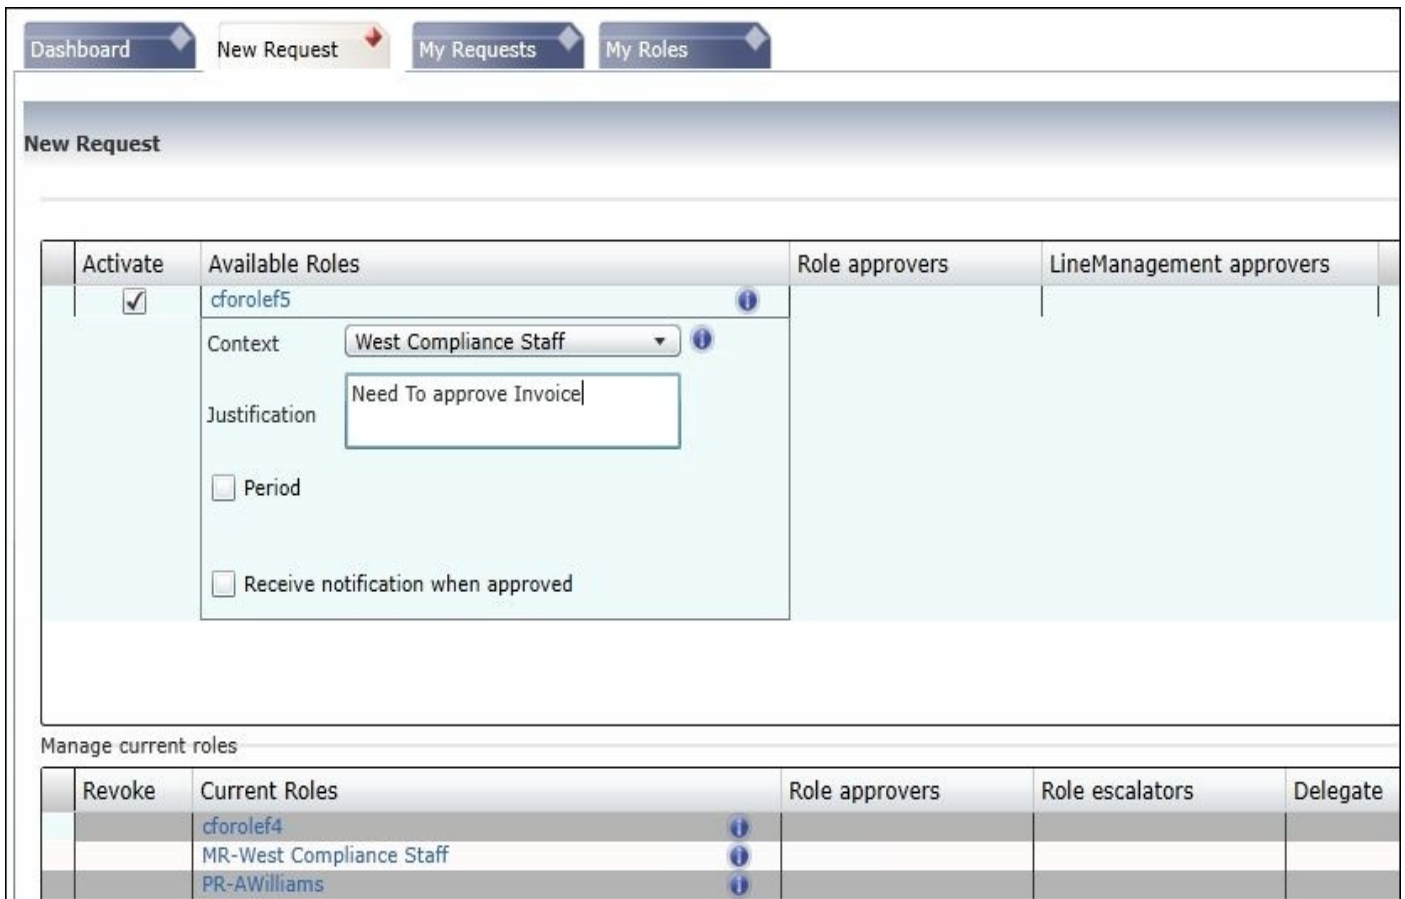 Dashboard New Request My Requests My Roles
New Request
Activate Available Roles Role approvers LineManagement approvers
cforolef5
Context West Compliance Staff
Justification Need To approve Invoice
Period
Receive notification when approved
Manage current roles
Revoke Current Roles Role approvers Role escalators Delegate
cforolef4
MR-West Compliance Staff
PR-AWilliams